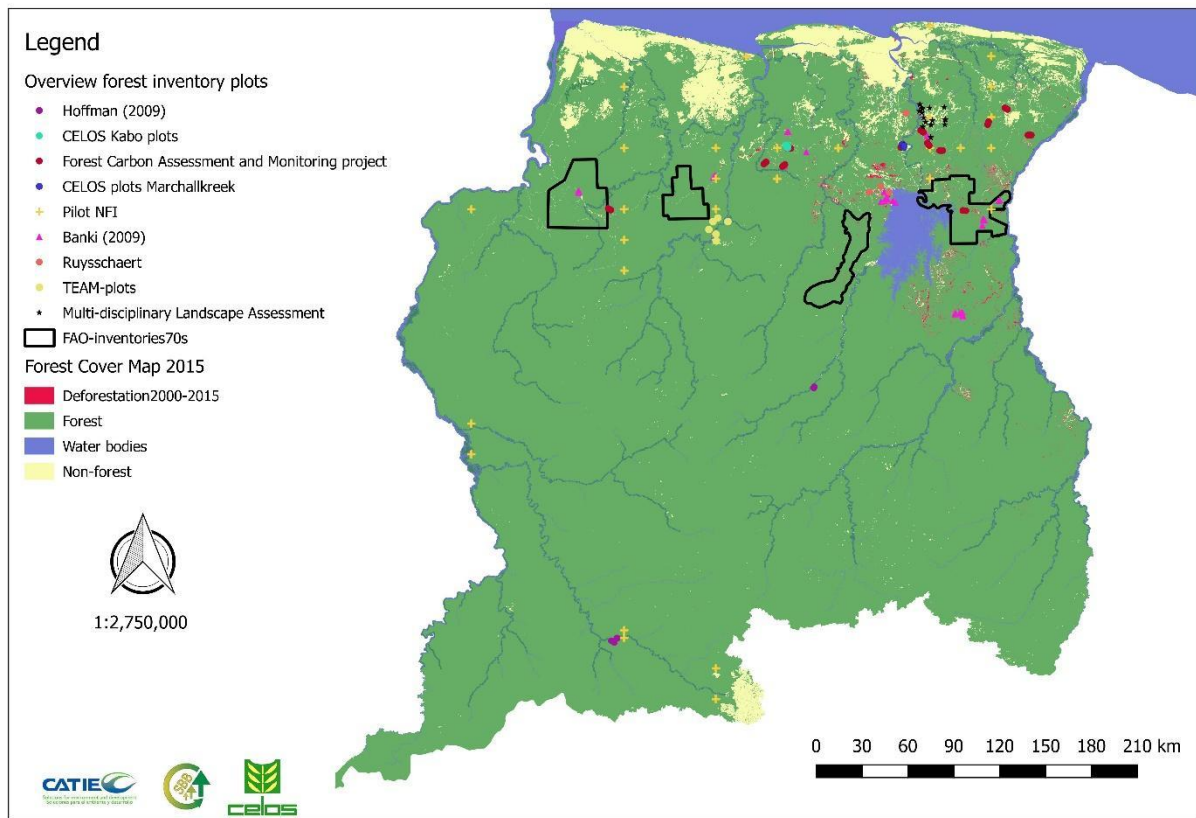 Legend
Overview forest inventory plots
Hoffman (2009)
CELOS Kabo plots
Forest Carbon Assessment and Monitoring project
CELOS plots Marchallkreek
Pilot NFI
Banki (2009)
Ruysschaert
TEAM-plots
Multi-disciplinary Landscape Assessment
FAO-inventories70s
Forest Cover Map 2015
Deforestation2000-2015
Forest
Water bodies
Non-forest
1:2,750,000
0 30 60 90 120 150 180 210 km
CATIE
SBB
celos